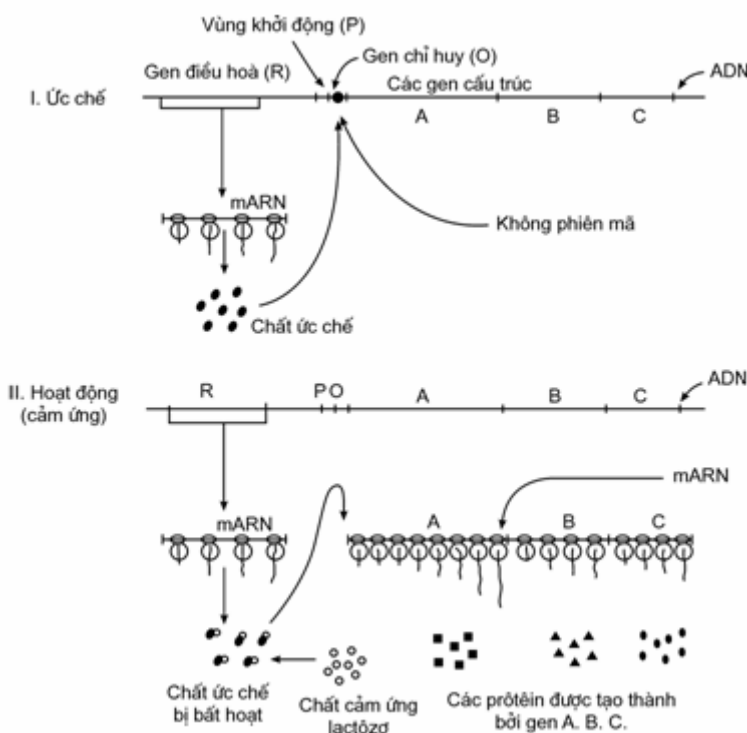 Vùng khởi động (P)
Gen chỉ huy (O)
Gen điều hoà (R)
Các gen cấu trúc
ADN
I. Ức chế
A
B
C
mARN
Không phiên mã
Chất ức chế
II. Hoạt động
(cảm ứng)
R
P O
A
B
C
ADN
mARN
mARN
A
B
C
Chất ức chế
bị bất hoạt
Chất cảm ứng
lactôzơ
Các prôtêin được tạo thành
bởi gen A. B. C.